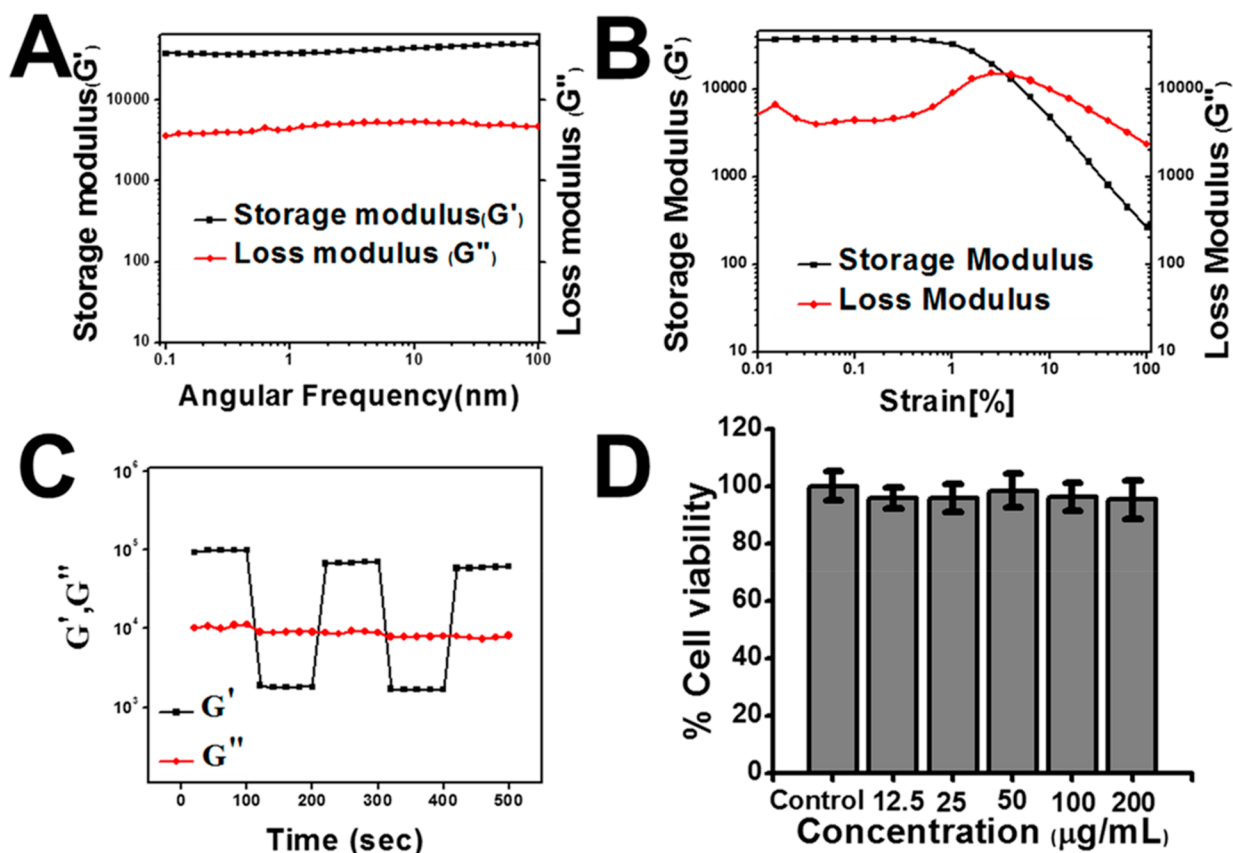 A
Storage modulus(G')
10000
1000
100
10
Storage modulus(G')
Loss modulus (G")
0.1
1
10
100
Angular Frequency(nm)
Loss modulus (G")
B
Storage Modulus (G')
10000
1000
100
10
Storage Modulus
Loss Modulus
0.01
0.1
1
10
100
Strain[%]
10000
1000
100
10
Loss Modulus (G")
C
G',G"
10⁶
10⁵
10⁴
10³
G'
G"
0
100
200
300
400
500
Time (sec)
D
% Cell viability
120
100
80
60
40
20
0
Control
12.5
25
50
100
200
Concentration (μg/mL)